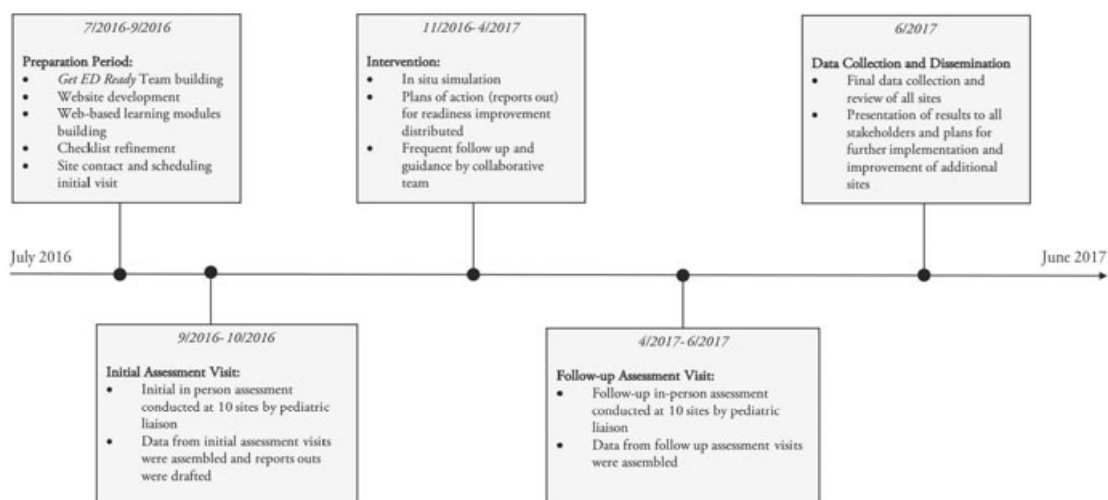 7/2016-9/2016
Preparation Period:
• Get ED Ready Team building
• Website development
• Web-based learning modules
building
• Checklist refinement
• Site contact and scheduling
initial visit
11/2016-4/2017
Intervention:
• In situ simulation
• Plans of action (reports out)
for readiness improvement
distributed
• Frequent follow up and
guidance by collaborative
team
6/2017
Data Collection and Dissemination
• Final data collection and
review of all sites
• Presentation of results to all
stakeholders and plans for
further implementation and
improvement of additional
sites
July 2016
June 2017
9/2016-10/2016
Initial Assessment Visit:
• Initial in person assessment
conducted at 10 sites by pediatric
liaison
• Data from initial assessment visits
were assembled and reports outs
were drafted
4/2017-6/2017
Follow-up Assessment Visit:
• Follow-up in-person assessment
conducted at 10 sites by pediatric
liaison
• Data from follow up assessment visits
were assembled